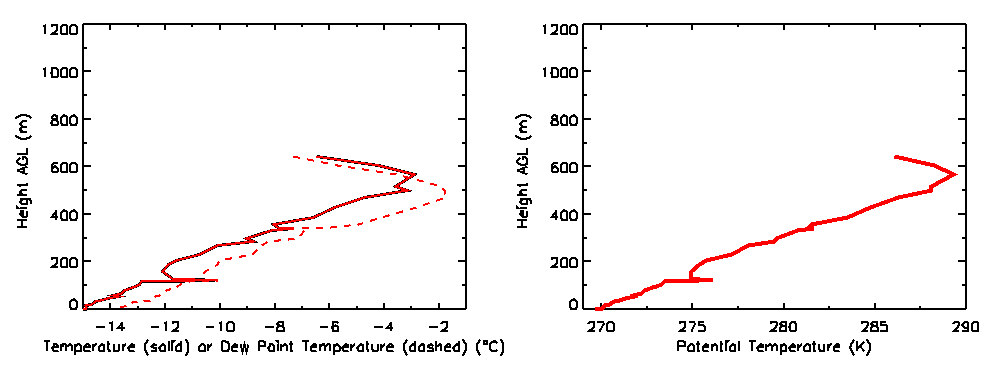 1200
1000
800
600
400
200
0
Height AGL (m)
-14 -12 -10 -8 -6 -4 -2
Temperature (solid) or Dew Point Temperature (dashed) (°C)
1200
1000
800
600
400
200
0
Height AGL (m)
270 275 280 285 290
Potential Temperature (K)